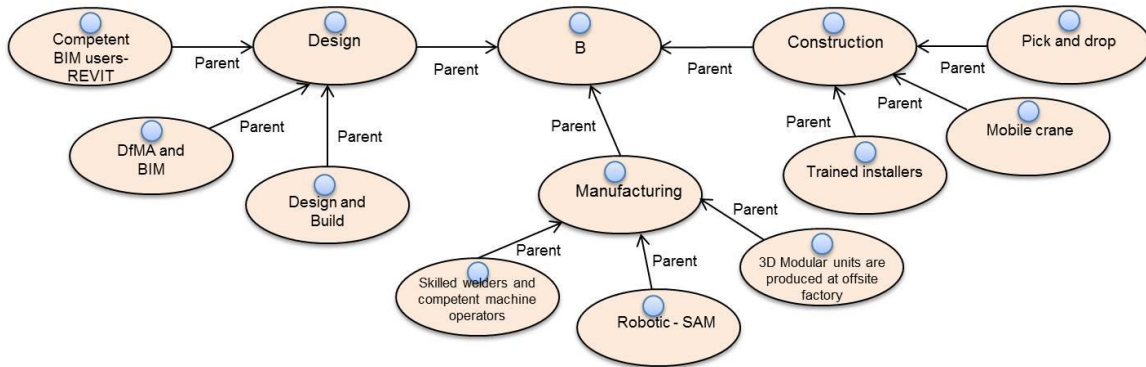 Competent
BIM users-
REVIT
Parent
Design
Parent
B
Parent
Construction
Parent
Pick and drop
Parent
Mobile crane
Parent
DfMA and
BIM
Parent
Design and
Build
Parent
Manufacturing
Parent
Trained installers
Parent
Skilled welders and
competent machine
operators
Parent
Robotic - SAM
Parent
3D Modular units are
produced at offsite
factory